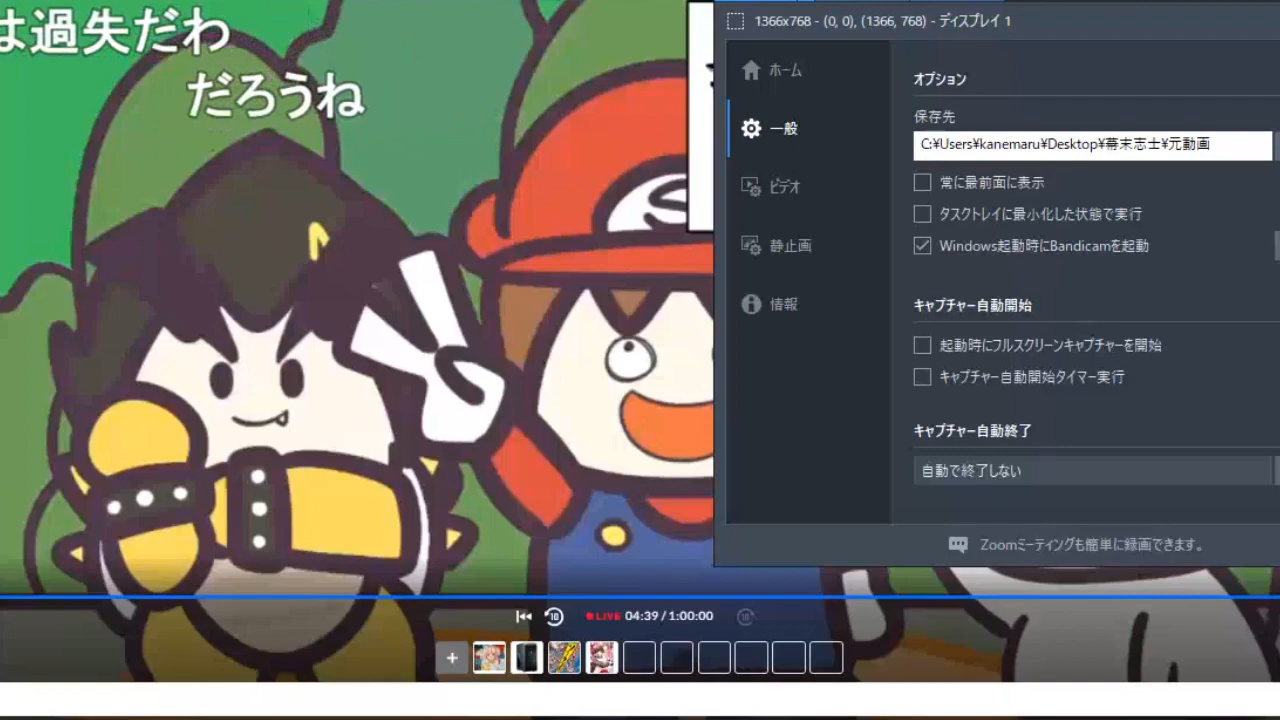 は過失だわ
だろうね
1366x768 - (0, 0), (1366, 768) - ディスプレイ 1
ホーム
一般
ビデオ
静止画
情報
オプション
保存先
C:¥Users¥kanemaru¥Desktop¥幕末志士¥元動画
常に最前面に表示
タスクトレイに最小化した状態で実行
Windows起動時にBandicamを起動
キャプチャー自動開始
起動時にフルスクリーンキャプチャーを開始
キャプチャー自動開始タイマー実行
キャプチャー自動終了
自動で終了しない
Zoomミーティングも簡単に録画できます。
10 LIVE 04:39 / 1:00:00 10